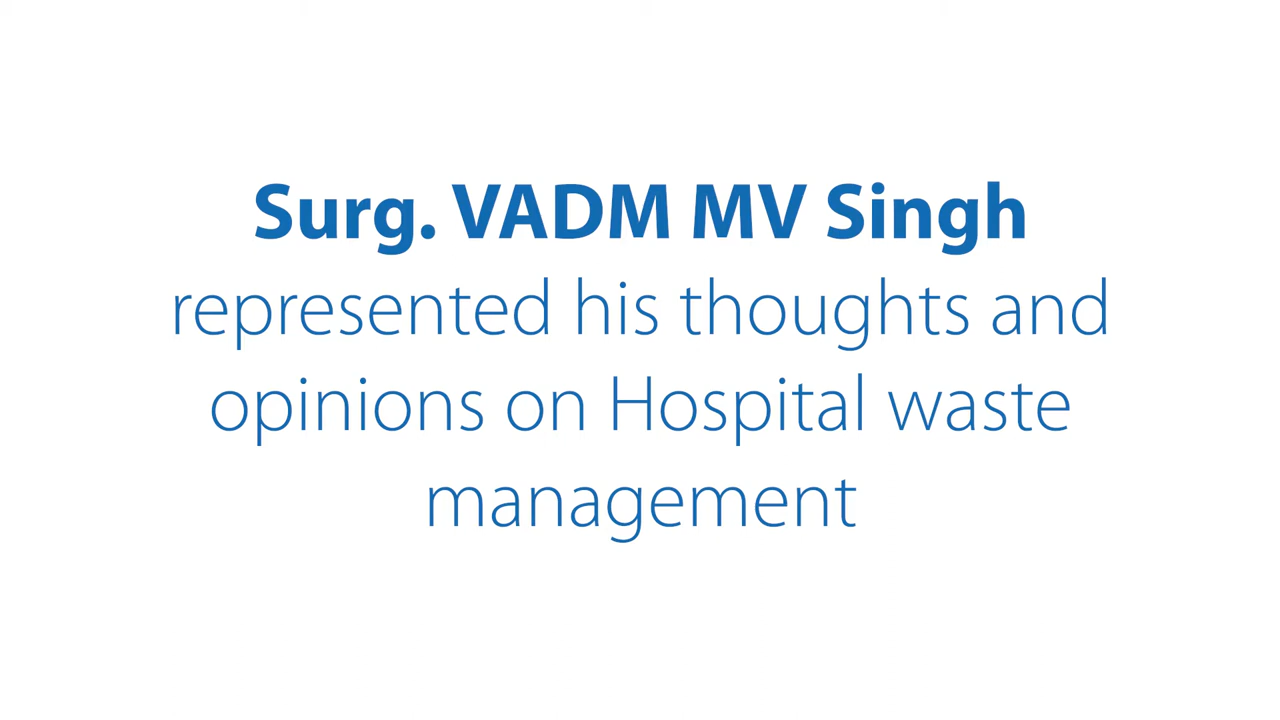 Surg. VADM MV Singh
represented his thoughts and
opinions on Hospital waste
management